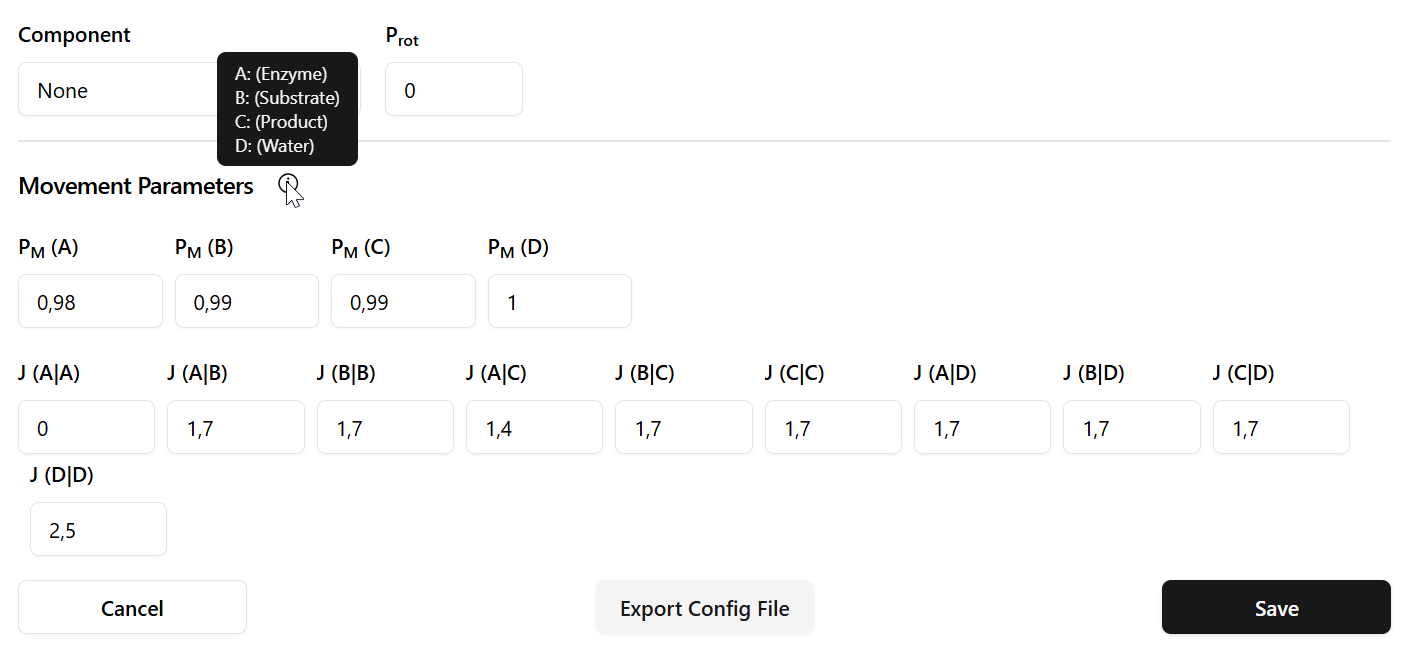 Component
P_rot
None
0
A: (Enzyme)
B: (Substrate)
C: (Product)
D: (Water)
Movement Parameters
P_M (A) P_M (B) P_M (C) P_M (D)
0,98 0,99 0,99 1
J (A|A) J (A|B) J (B|B) J (A|C) J (B|C) J (C|C) J (A|D) J (B|D) J (C|D)
0 1,7 1,7 1,4 1,7 1,7 1,7 1,7 1,7
J (D|D)
2,5
Cancel Export Config File Save